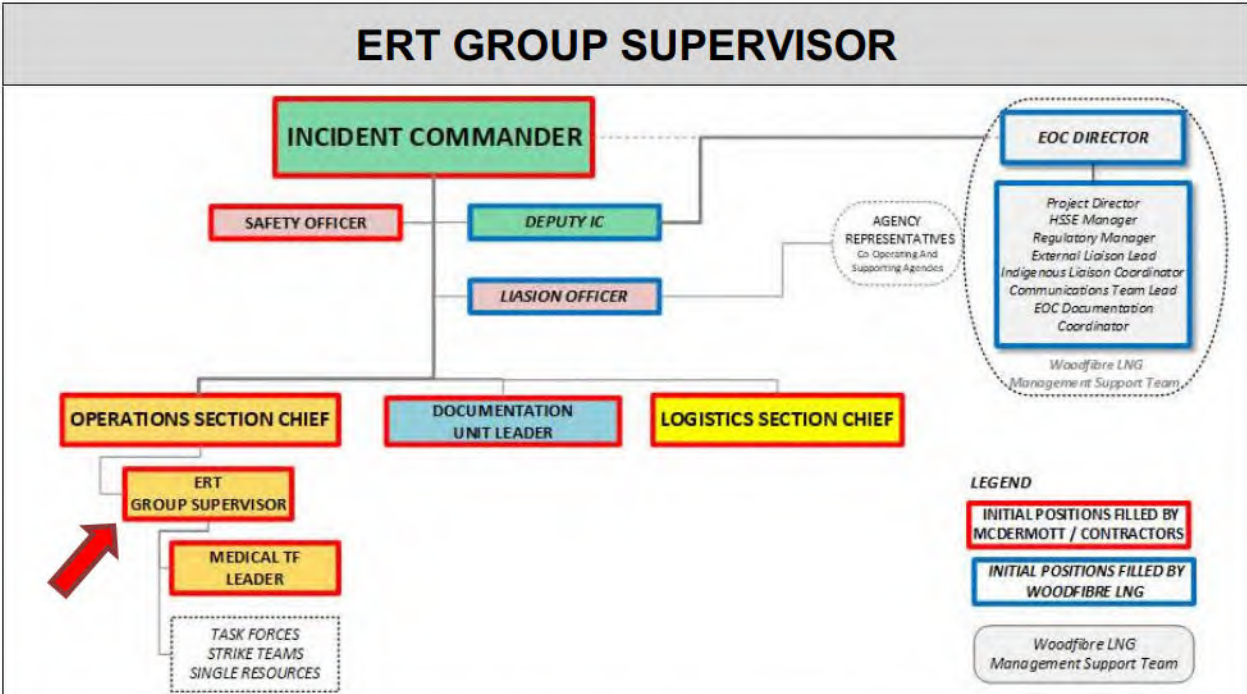 ERT GROUP SUPERVISOR
INCIDENT COMMANDER
EOC DIRECTOR
SAFETY OFFICER
DEPUTY IC
AGENCY
REPRESENTATIVES
Co Operating And
Supporting Agencies
Project Director
HSSE Manager
Regulatory Manager
External Liaison Lead
Indigenous Liaison Coordinator
Communications Team Lead
EOC Documentation
Coordinator
LIASION OFFICER
Woodfibre LNG
Management Support Team
OPERATIONS SECTION CHIEF
DOCUMENTATION
UNIT LEADER
LOGISTICS SECTION CHIEF
ERT
GROUP SUPERVISOR
MEDICAL TF
LEADER
TASK FORCES
STRIKE TEAMS
SINGLE RESOURCES
LEGEND
INITIAL POSITIONS FILLED BY
MCDERMOTT / CONTRACTORS
INITIAL POSITIONS FILLED BY
WOODFIBRE LNG
Woodfibre LNG
Management Support Team